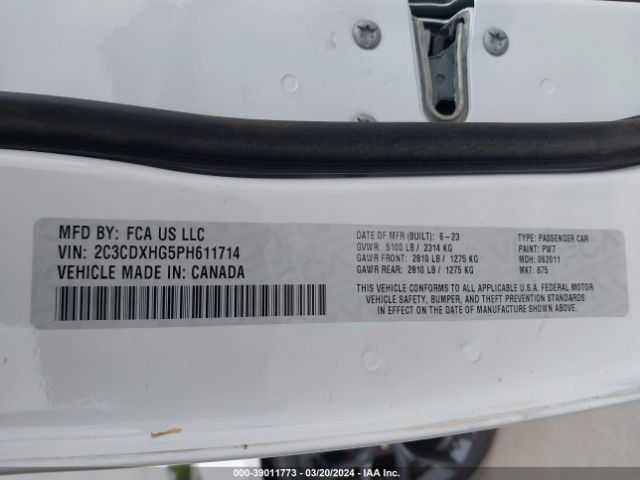 MFD BY: FCA US LLC
VIN: 2C3CDXHG5PH611714
VEHICLE MADE IN: CANADA
DATE OF MFR (BUILT): 6-23
GVWR: 5100 LB / 2314 KG
GAWR FRONT: 2810 LB / 1275 KG
GAWR REAR: 2810 LB / 1275 KG
TYPE: PASSENGER CAR
PAINT: PW7
MDH: 062011
MKT: 875
THIS VEHICLE CONFORMS TO ALL APPLICABLE U.S.A. FEDERAL MOTOR
VEHICLE SAFETY, BUMPER, AND THEFT PREVENTION STANDARDS
IN EFFECT ON THE DATE OF MANUFACTURE SHOWN ABOVE.
000-39011773 - 03/20/2024 - IAA Inc.